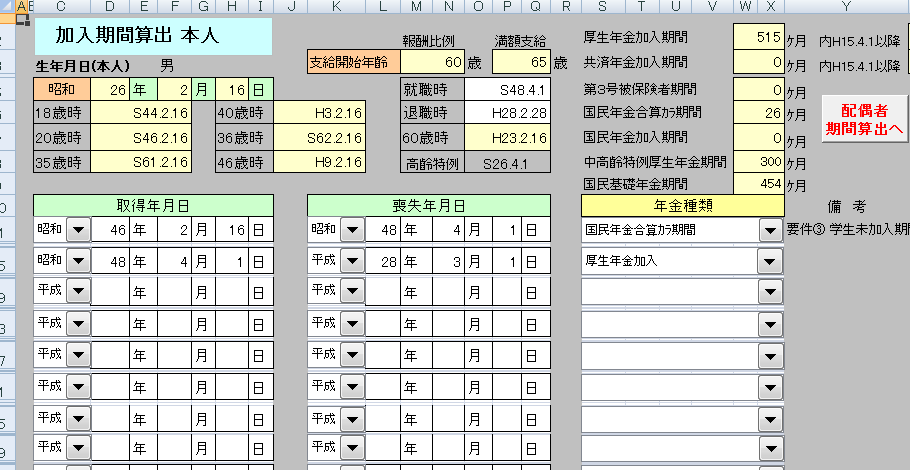 A B C D E F G H I J K L M N O P Q R S T U V W X Y
加入期間算出 本人
報酬比例 満額支給
支給開始年齢 60 歳 65 歳
生年月日(本人) 男
昭和 26 年 2 月 16 日
18歳時 S44.2.16 40歳時 H3.2.16
20歳時 S46.2.16 36歳時 S62.2.16
35歳時 S61.2.16 46歳時 H9.2.16
就職時 S48.4.1
退職時 H28.2.28
60歳時 H23.2.16
高齢特例 S26.4.1
厚生年金加入期間 515 ヶ月 内H15.4.1以降
共済年金加入期間 0 ヶ月 内H15.4.1以降
第3号被保険者期間 0 ヶ月
国民年金合算ｶﾗ期間 26 ヶ月
国民年金加入期間 0 ヶ月
中高齢特例厚生年金期間 300 ヶ月
国民基礎年金期間 454 ヶ月
配偶者
期間算出へ
取得年月日 喪失年月日 年金種類 備 考
昭和 46 年 2 月 16 日 昭和 48 年 4 月 1 日 国民年金合算ｶﾗ期間 要件③ 学生未加入期
昭和 48 年 4 月 1 日 平成 28 年 3 月 1 日 厚生年金加入
平成 年 月 日 平成 年 月 日
平成 年 月 日 平成 年 月 日
平成 年 月 日 平成 年 月 日
平成 年 月 日 平成 年 月 日
平成 年 月 日 平成 年 月 日
平成 年 月 日 平成 年 月 日